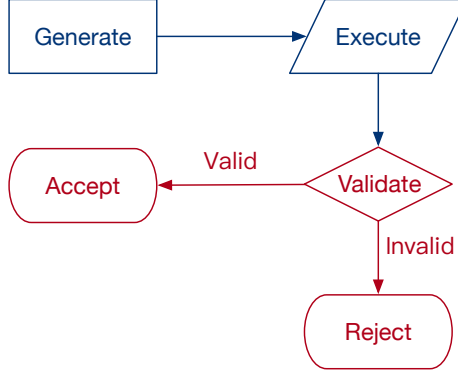 Generate
Execute
Valid
Accept
Validate
Invalid
Reject